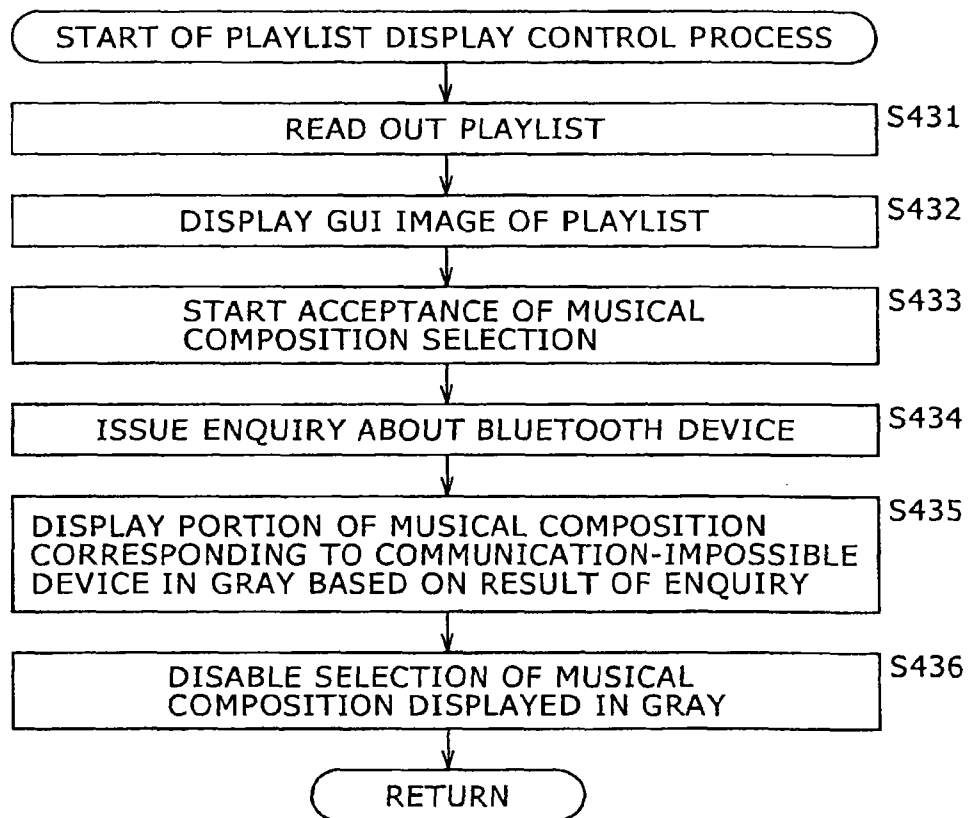 START OF PLAYLIST DISPLAY CONTROL PROCESS
S431
READ OUT PLAYLIST
S432
DISPLAY GUI IMAGE OF PLAYLIST
S433
START ACCEPTANCE OF MUSICAL
COMPOSITION SELECTION
S434
ISSUE ENQUIRY ABOUT BLUETOOTH DEVICE
S435
DISPLAY PORTION OF MUSICAL COMPOSITION
CORRESPONDING TO COMMUNICATION-IMPOSSIBLE
DEVICE IN GRAY BASED ON RESULT OF ENQUIRY
S436
DISABLE SELECTION OF MUSICAL
COMPOSITION DISPLAYED IN GRAY
RETURN